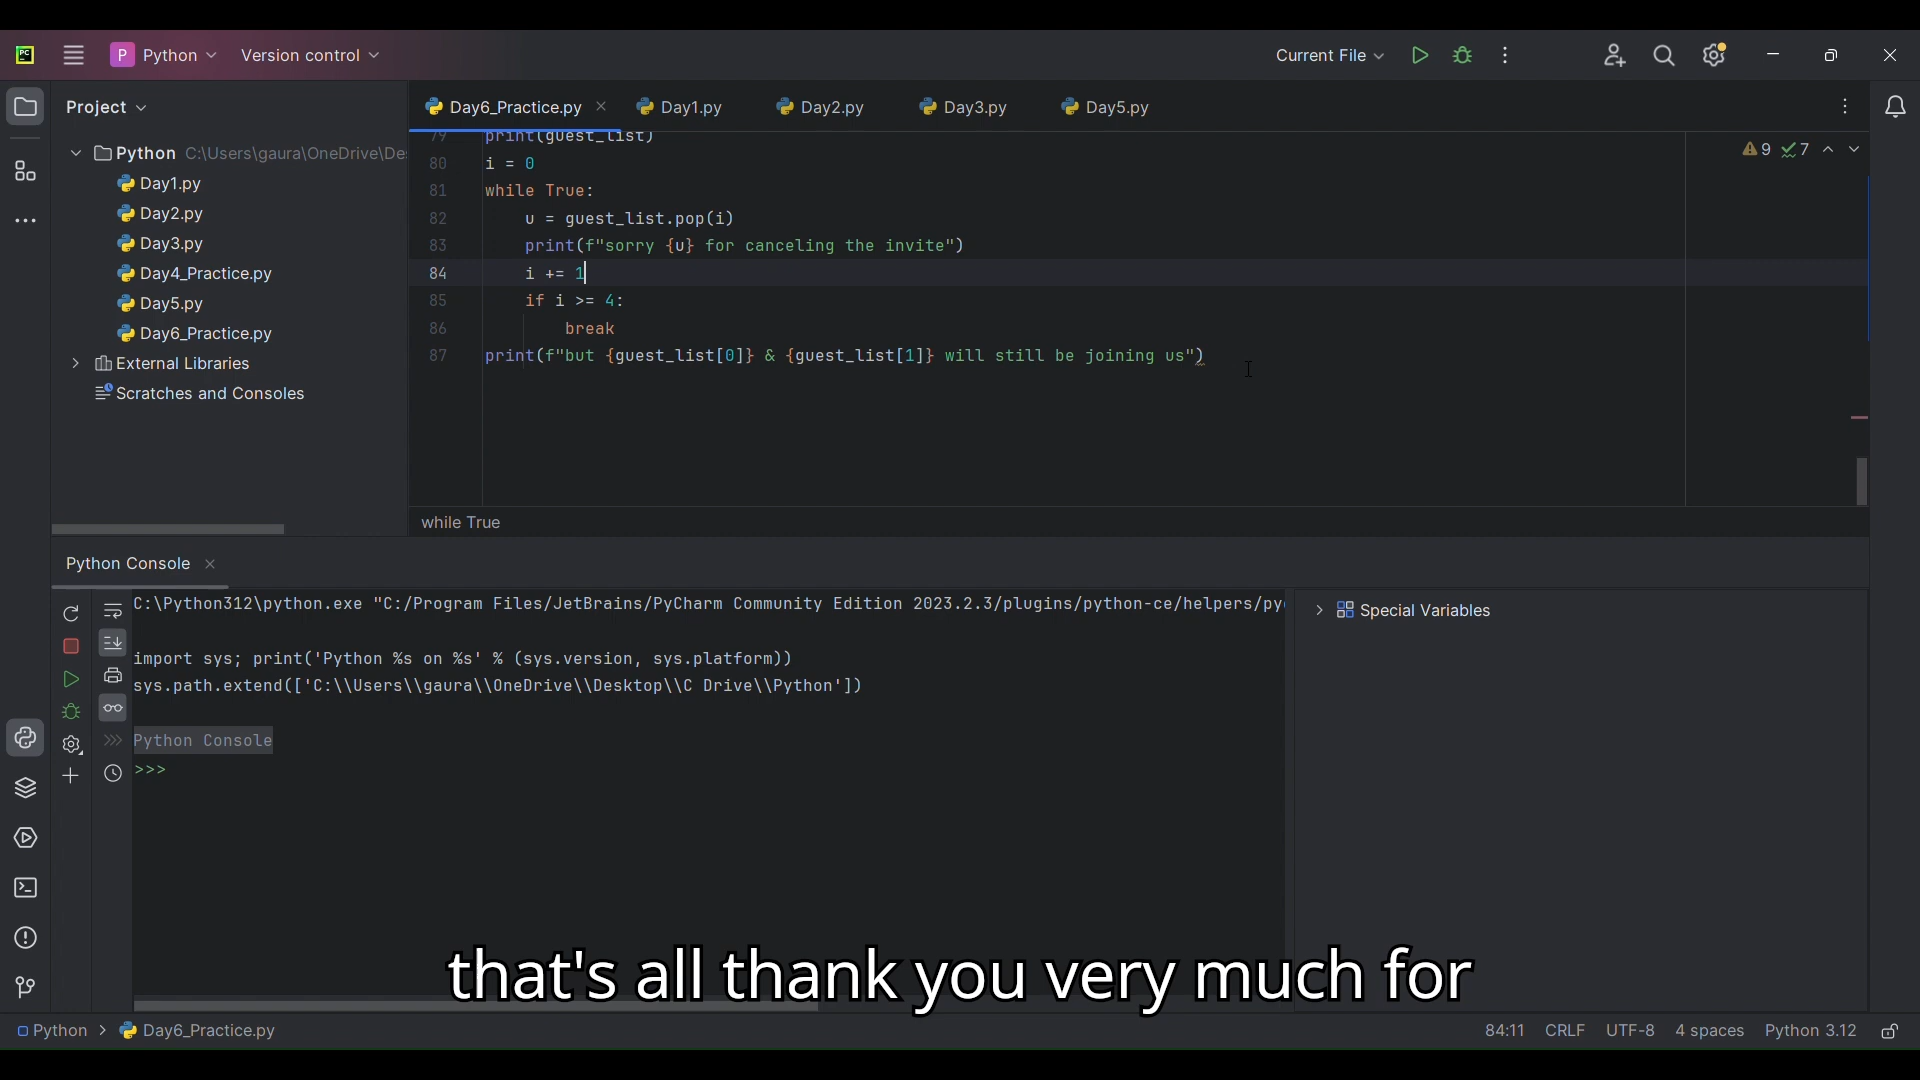 PC P Python Version control Current File
Project Day6_Practice.py Day1.py Day2.py Day3.py Day5.py
79 print(guest_list)
Python C:\Users\gaura\OneDrive\De
9 7
80 i = 0
Day1.py
81 while True:
Day2.py
82 u = guest_list.pop(i)
Day3.py
83 print(f"sorry {u} for canceling the invite")
Day4_Practice.py
84 i += 1
Day5.py
85 if i >= 4:
Day6_Practice.py
86 break
External Libraries
87 print(f"but {guest_list[0]} & {guest_list[1]} will still be joining us")
Scratches and Consoles
while True
Python Console
C:\Python312\python.exe "C:/Program Files/JetBrains/PyCharm Community Edition 2023.2.3/plugins/python-ce/helpers/py
Special Variables
import sys; print('Python %s on %s' % (sys.version, sys.platform))
sys.path.extend(['C:\\Users\\gaura\\OneDrive\\Desktop\\C Drive\\Python'])
Python Console
>>>
that's all thank you very much for
Python > Day6_Practice.py 84:11 CRLF UTF-8 4 spaces Python 3.12